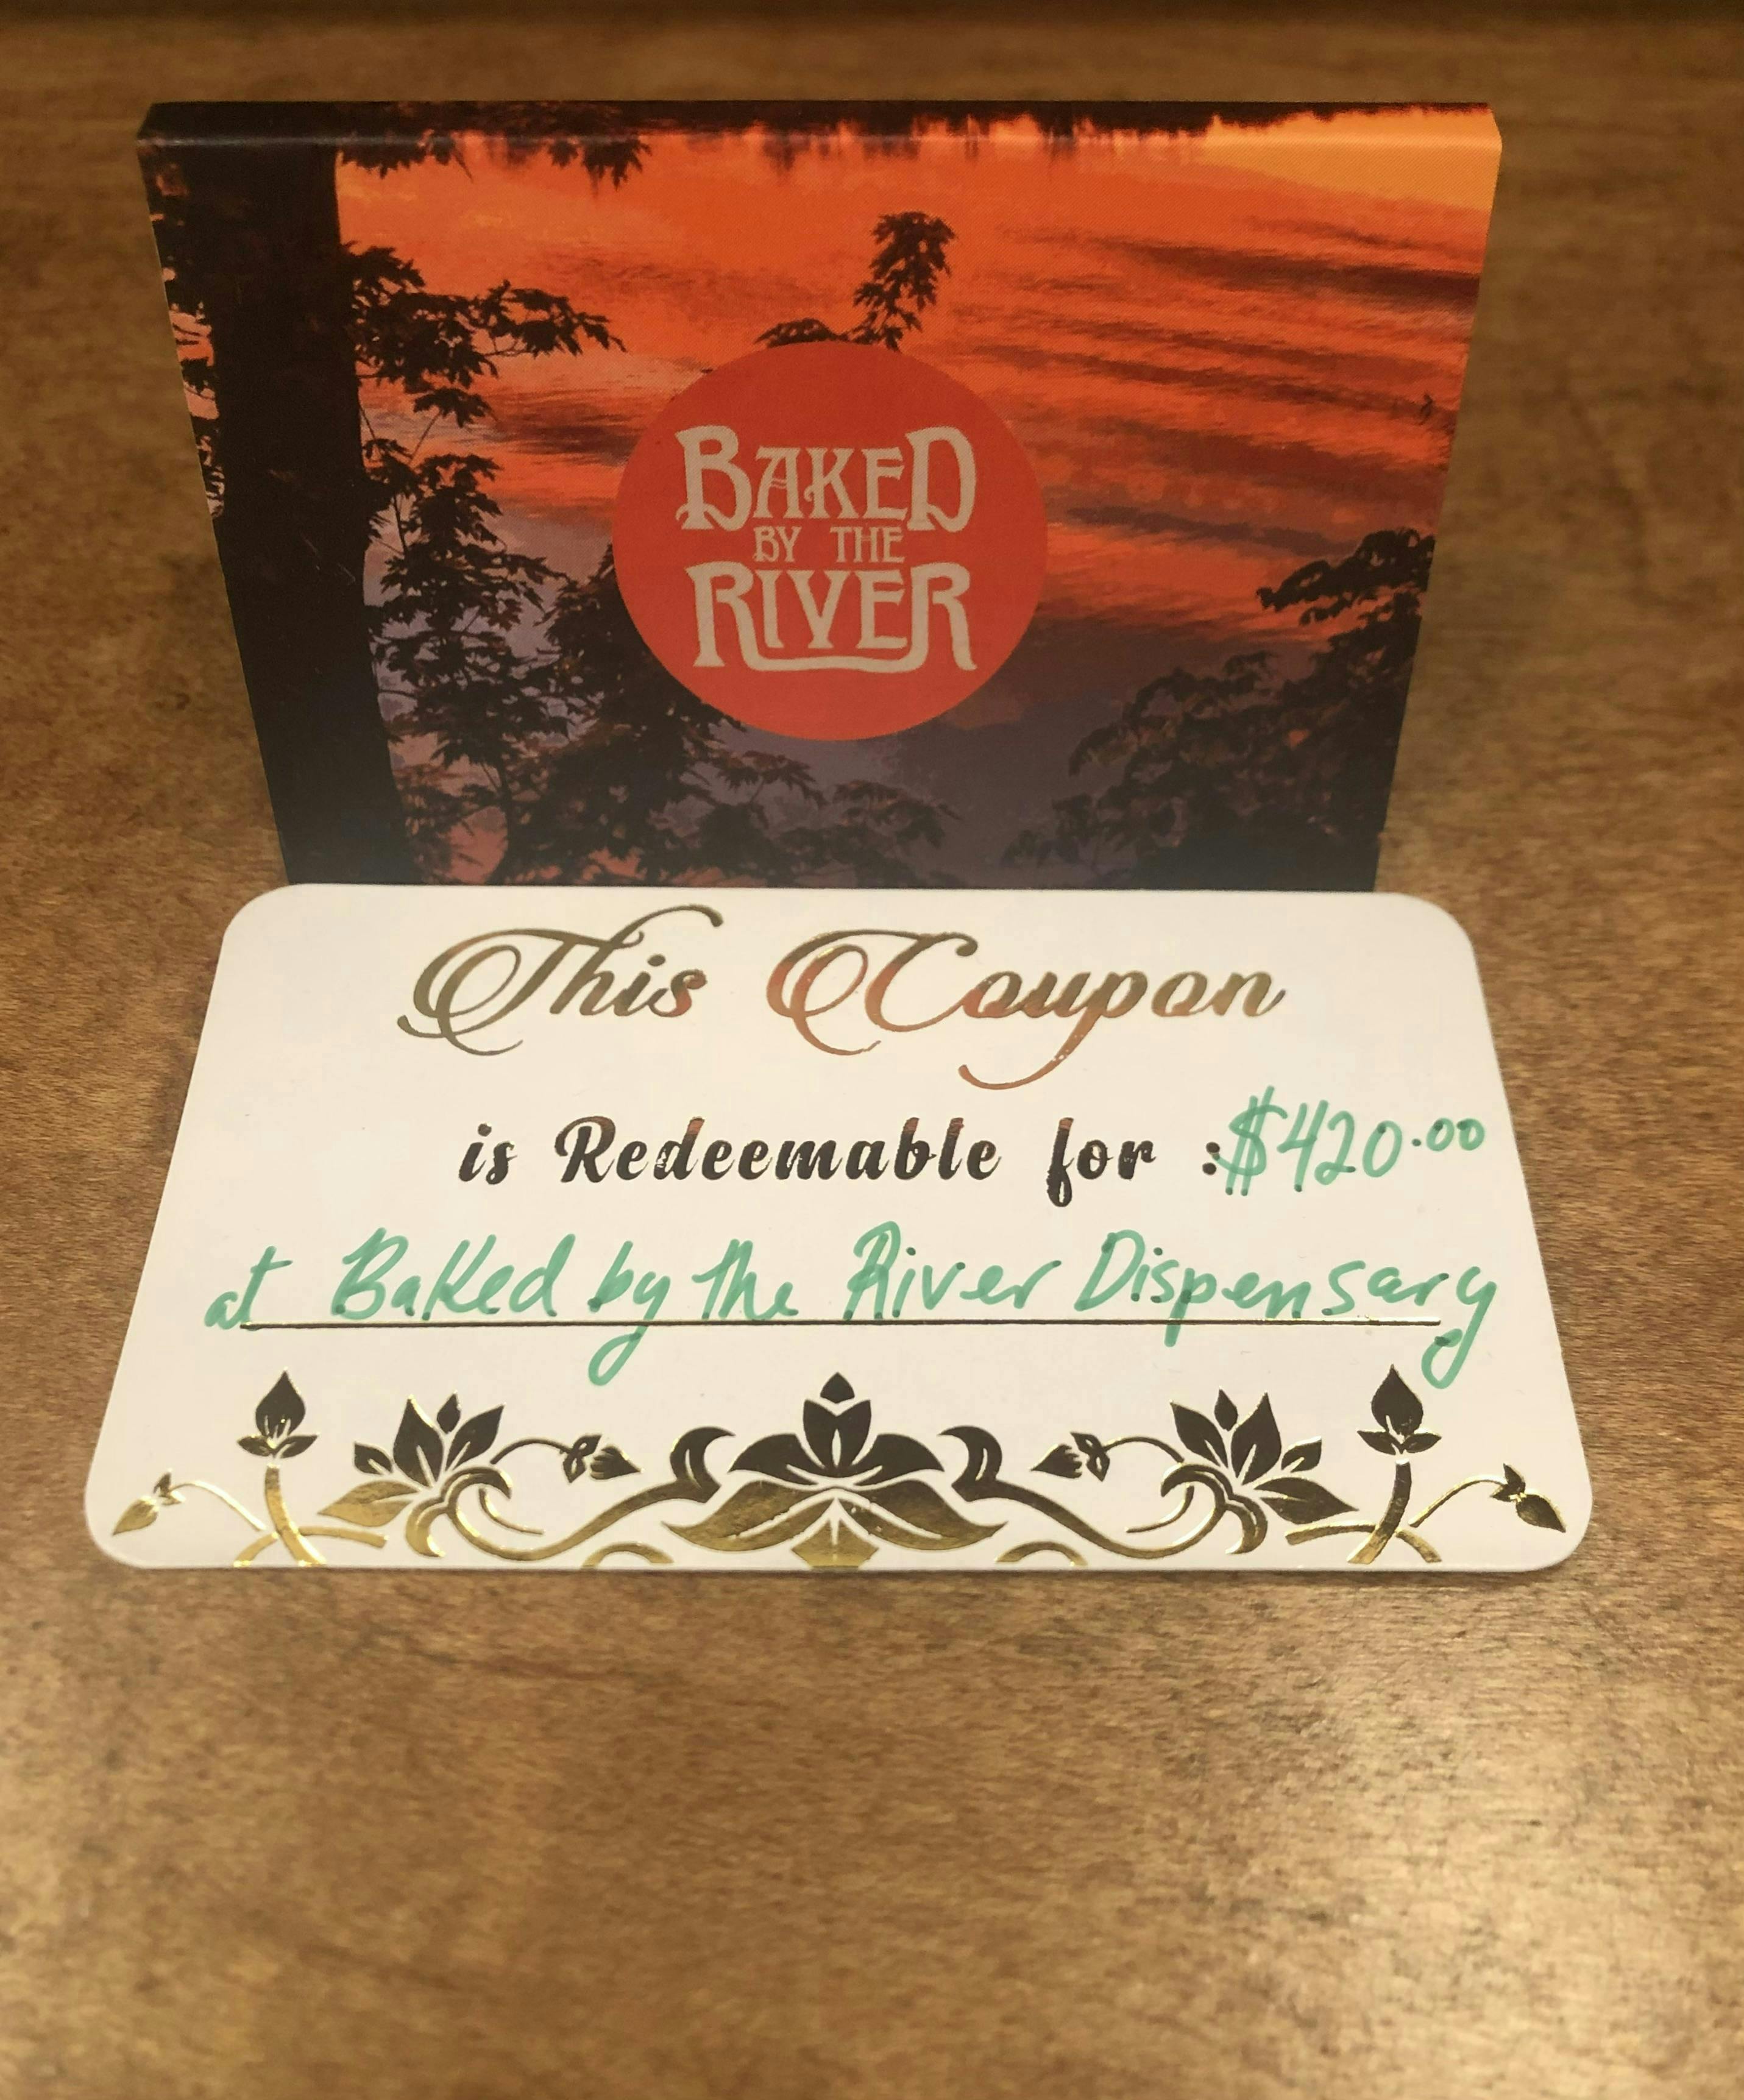 BAKED
BY THE
RIVER
This Coupon
is Redeemable for :$420.00
at Baked by the River Dispensary